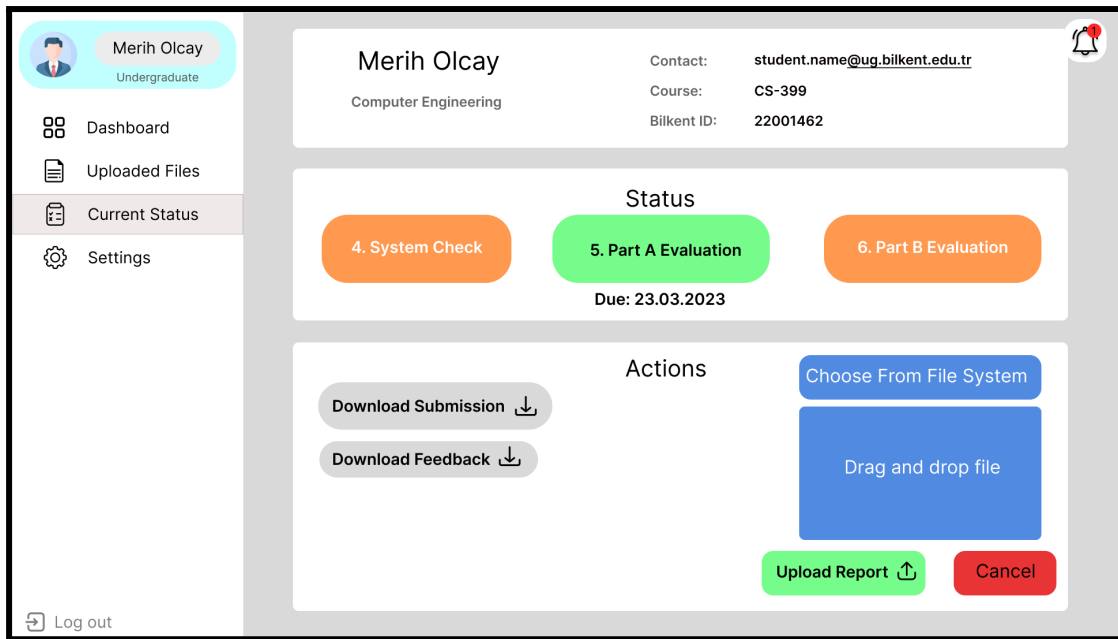 Merih Olcay
Undergraduate
Dashboard
Uploaded Files
Current Status
Settings
Log out
1
Merih Olcay
Computer Engineering
Contact: student.name@ug.bilkent.edu.tr
Course: CS-399
Bilkent ID: 22001462
Status
4. System Check
5. Part A Evaluation
6. Part B Evaluation
Due: 23.03.2023
Actions
Download Submission
Download Feedback
Choose From File System
Drag and drop file
Upload Report
Cancel